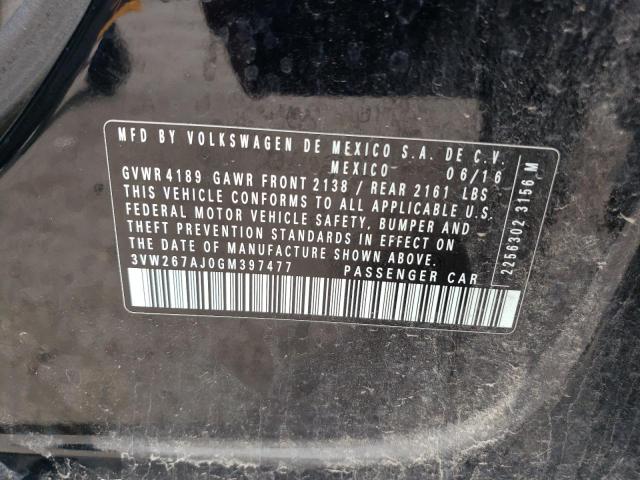 MFD BY VOLKSWAGEN DE MEXICO S.A. DE C.V.
MEXICO 06/16
GVWR 4189 GAWR FRONT 2138 / REAR 2161 LBS
THIS VEHICLE CONFORMS TO ALL APPLICABLE U.S.
FEDERAL MOTOR VEHICLE SAFETY, BUMPER AND
THEFT PREVENTION STANDARDS IN EFFECT ON
THE DATE OF MANUFACTURE SHOWN ABOVE.
3VW267AJ0GM397477 PASSENGER CAR
2256302 3156 M